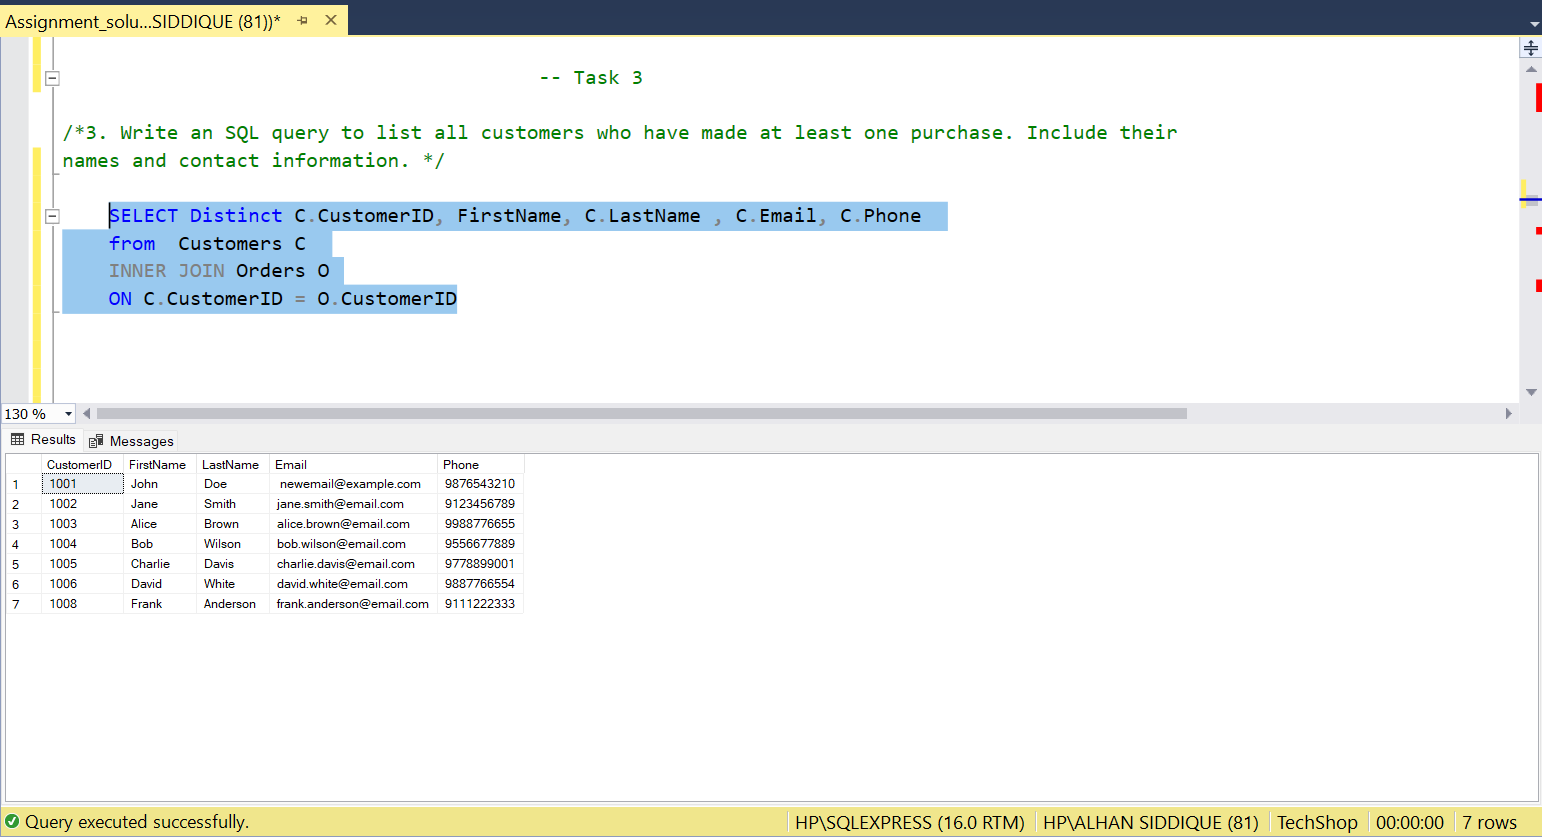 Assignment_solu...SIDDIQUE (81))*
-- Task 3
/*3. Write an SQL query to list all customers who have made at least one purchase. Include their
names and contact information. */
SELECT Distinct C.CustomerID, FirstName, C.LastName , C.Email, C.Phone
from  Customers C
INNER JOIN Orders O
ON C.CustomerID = O.CustomerID
130 %
Results Messages
CustomerID FirstName LastName Email Phone
1 1001 John Doe newemail@example.com 9876543210
2 1002 Jane Smith jane.smith@email.com 9123456789
3 1003 Alice Brown alice.brown@email.com 9988776655
4 1004 Bob Wilson bob.wilson@email.com 9556677889
5 1005 Charlie Davis charlie.davis@email.com 9778899001
6 1006 David White david.white@email.com 9887766554
7 1008 Frank Anderson frank.anderson@email.com 9111222333
Query executed successfully. HP\SQLEXPRESS (16.0 RTM) HP\ALHAN SIDDIQUE (81) TechShop 00:00:00 7 rows